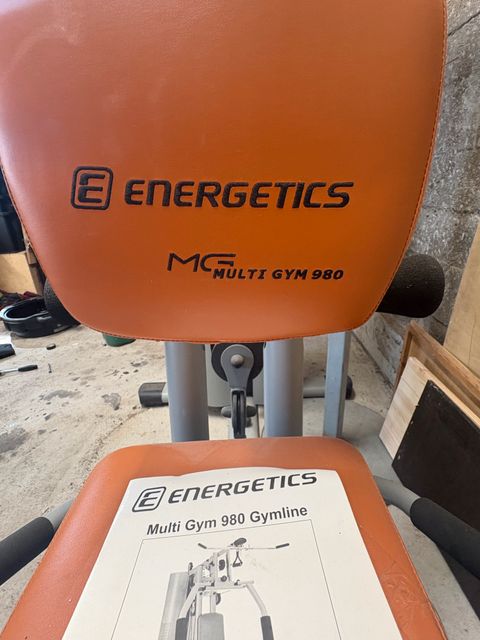 E ENERGETICS
MG MULTI GYM 980
E ENERGETICS
Multi Gym 980 Gymline